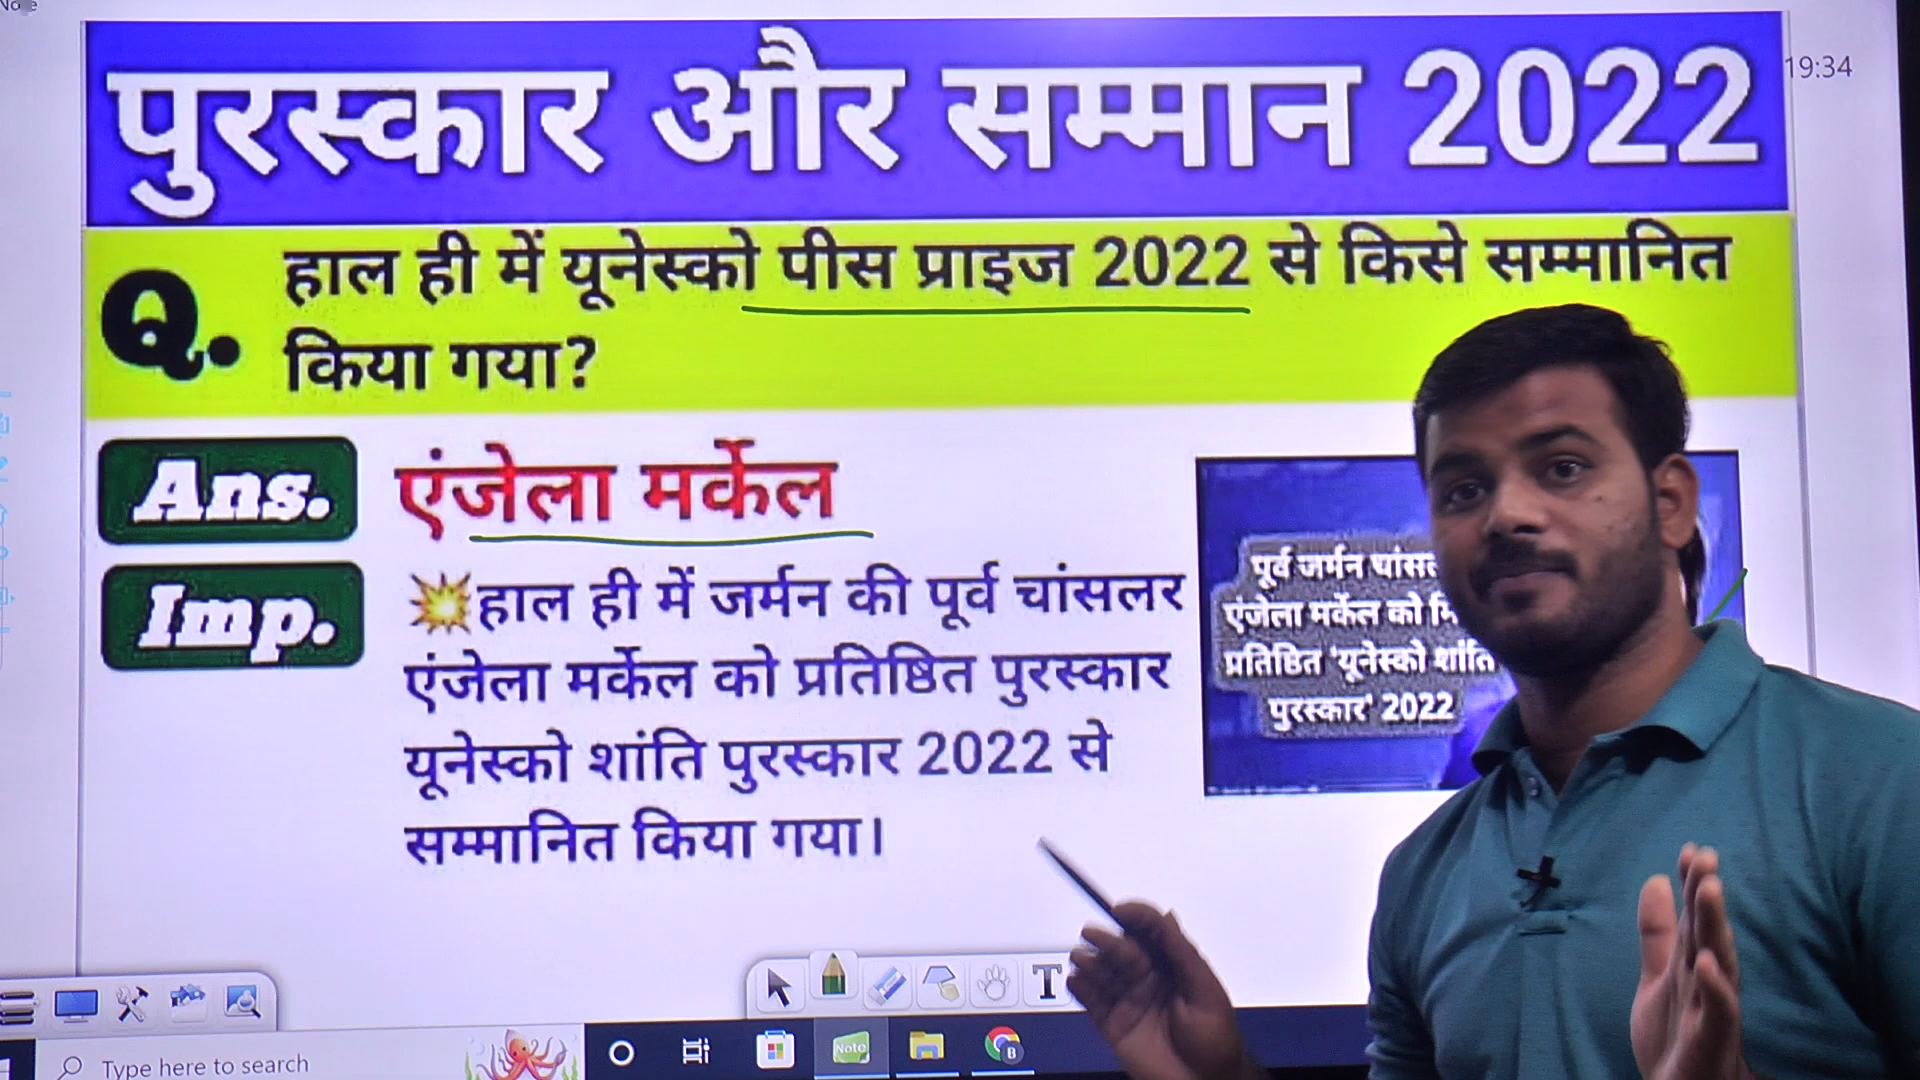 19:34
पुरस्कार और सम्मान 2022
Q. हाल ही में यूनेस्को पीस प्राइज 2022 से किसे सम्मानित
किया गया?
Ans. एंजेला मर्केल
Imp. हाल ही में जर्मन की पूर्व चांसलर
एंजेला मर्केल को प्रतिष्ठित पुरस्कार
यूनेस्को शांति पुरस्कार 2022 से
सम्मानित किया गया।
पूर्व जर्मन
एंजेला मर्केल को
प्रतिष्ठित 'यूनेस्को शांति
पुरस्कार' 2022
T
Type here to search
Note
B